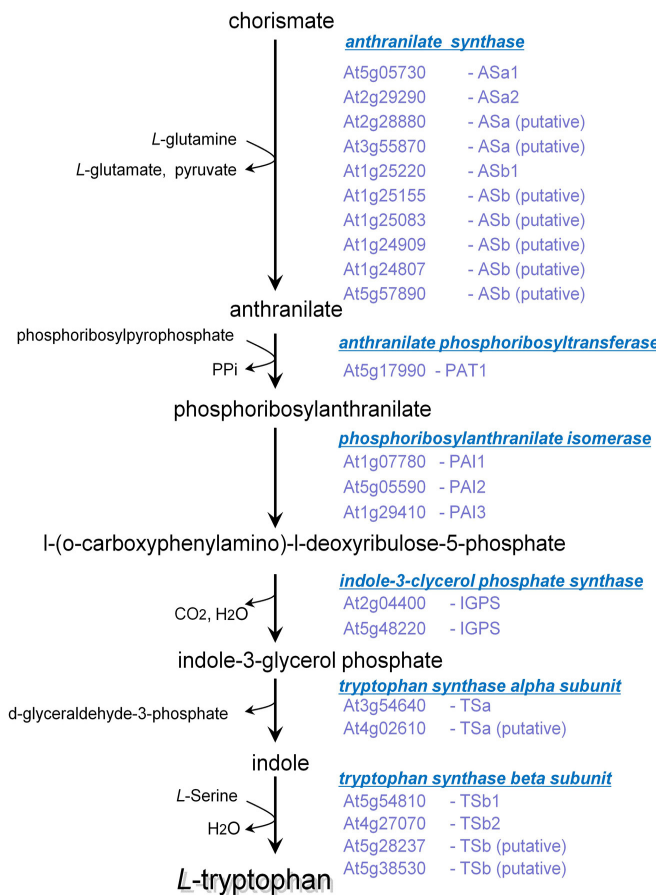 chorismate
anthranilate synthase
At5g05730 - ASa1
At2g29290 - ASa2
At2g28880 - ASa (putative)
At3g55870 - ASa (putative)
L-glutamine
L-glutamate, pyruvate
At1g25220 - ASb1
At1g25155 - ASb (putative)
At1g25083 - ASb (putative)
At1g24909 - ASb (putative)
At1g24807 - ASb (putative)
At5g57890 - ASb (putative)
anthranilate
phosphoribosylpyrophosphate
PPi
anthranilate phosphoribosyltransferase
At5g17990 - PAT1
phosphoribosylanthranilate
phosphoribosylanthranilate isomerase
At1g07780 - PAI1
At5g05590 - PAI2
At1g29410 - PAI3
l-(o-carboxyphenylamino)-l-deoxyribulose-5-phosphate
indole-3-clycerol phosphate synthase
At2g04400 - IGPS
At5g48220 - IGPS
CO2, H2O
indole-3-glycerol phosphate
tryptophan synthase alpha subunit
At3g54640 - TSa
At4g02610 - TSa (putative)
d-glyceraldehyde-3-phosphate
indole
tryptophan synthase beta subunit
At5g54810 - TSb1
At4g27070 - TSb2
At5g28237 - TSb (putative)
At5g38530 - TSb (putative)
L-Serine
H2O
L-tryptophan